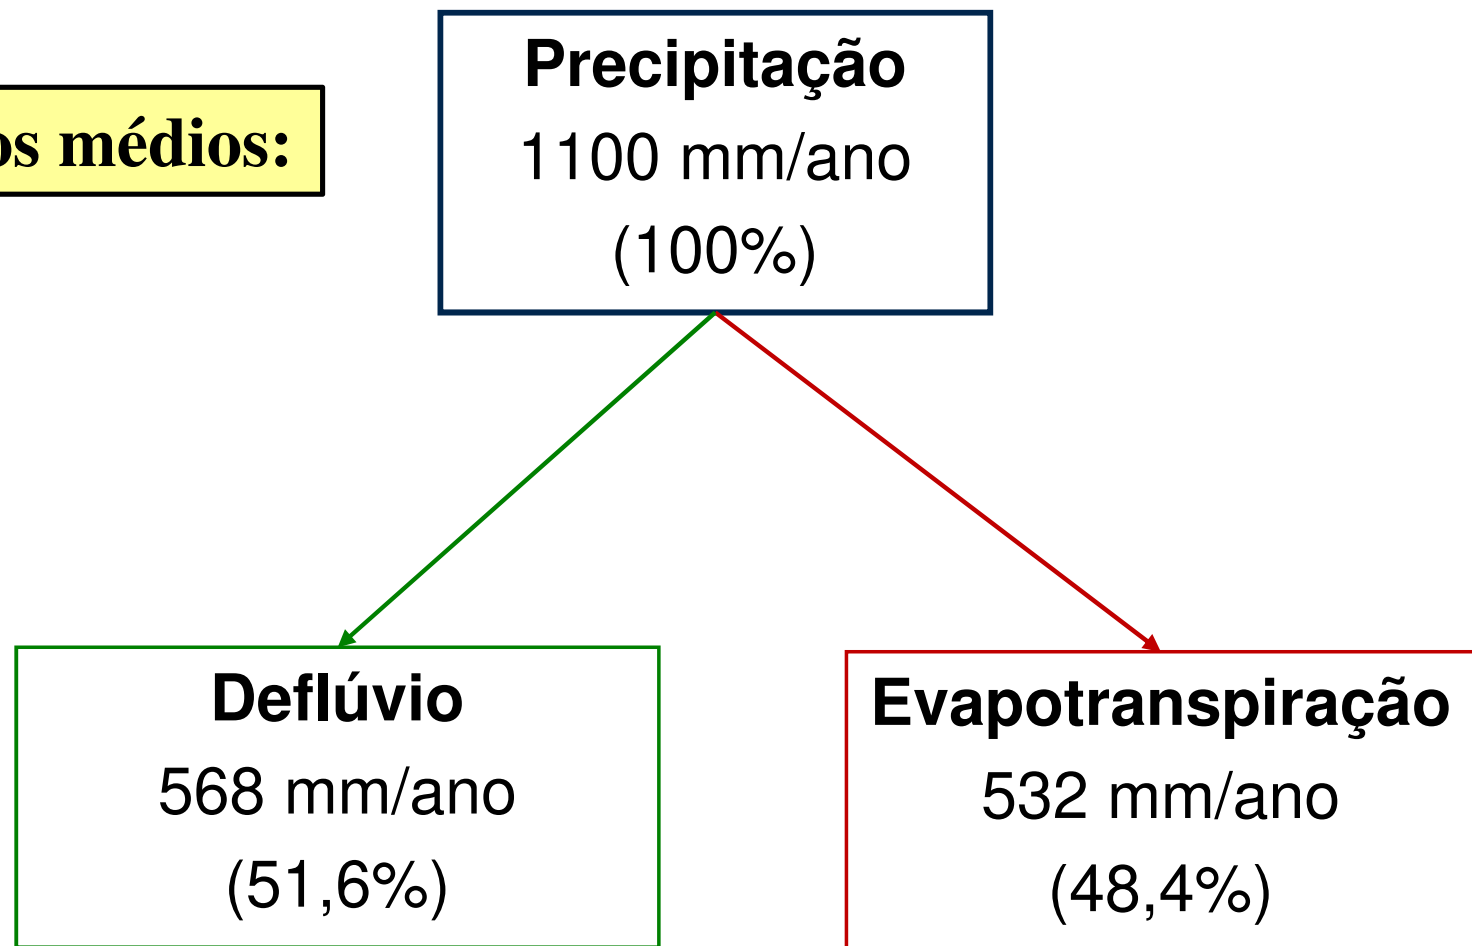 Precipitação
os médios:
1100 mm/ano
(100%)
Deflúvio
568 mm/ano
(51,6%)
Evapotranspiração
532 mm/ano
(48,4%)